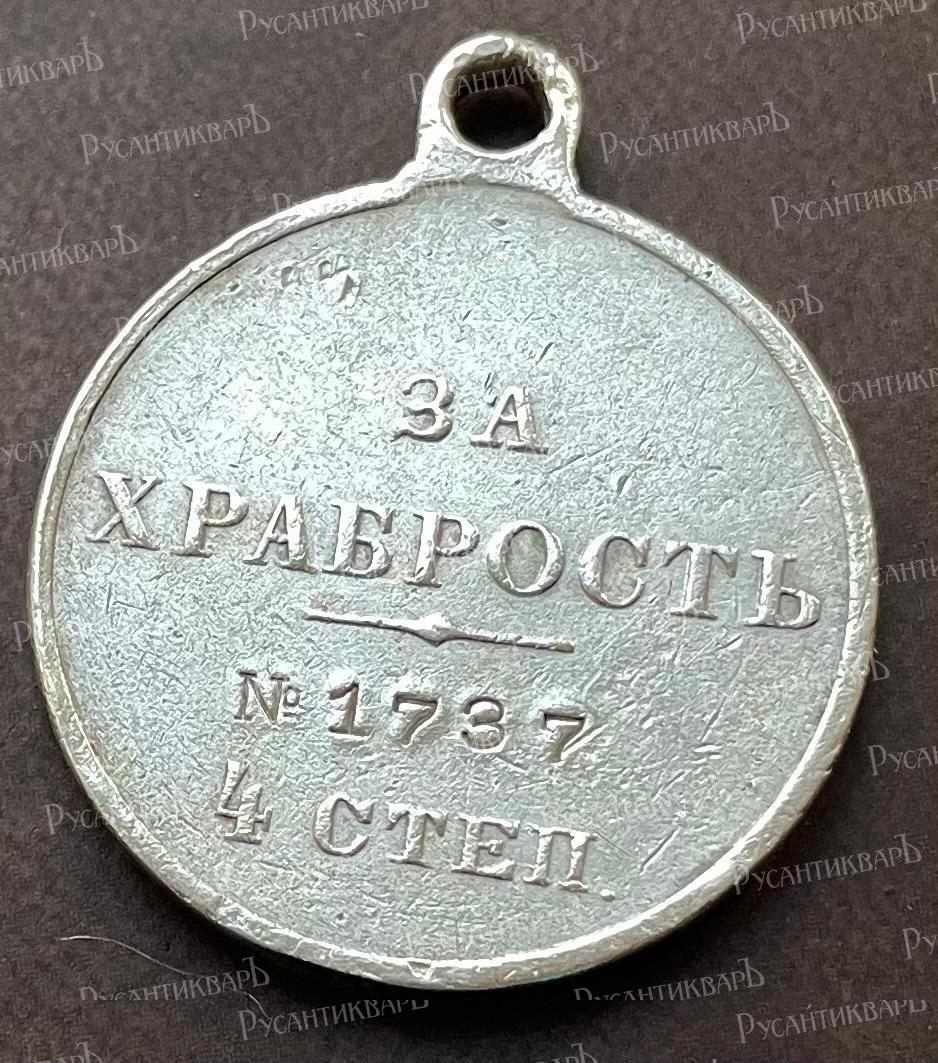 ЗА
ХРАБРОСТЬ
№ 1737
4 СТЕП.
РусантикварЪ